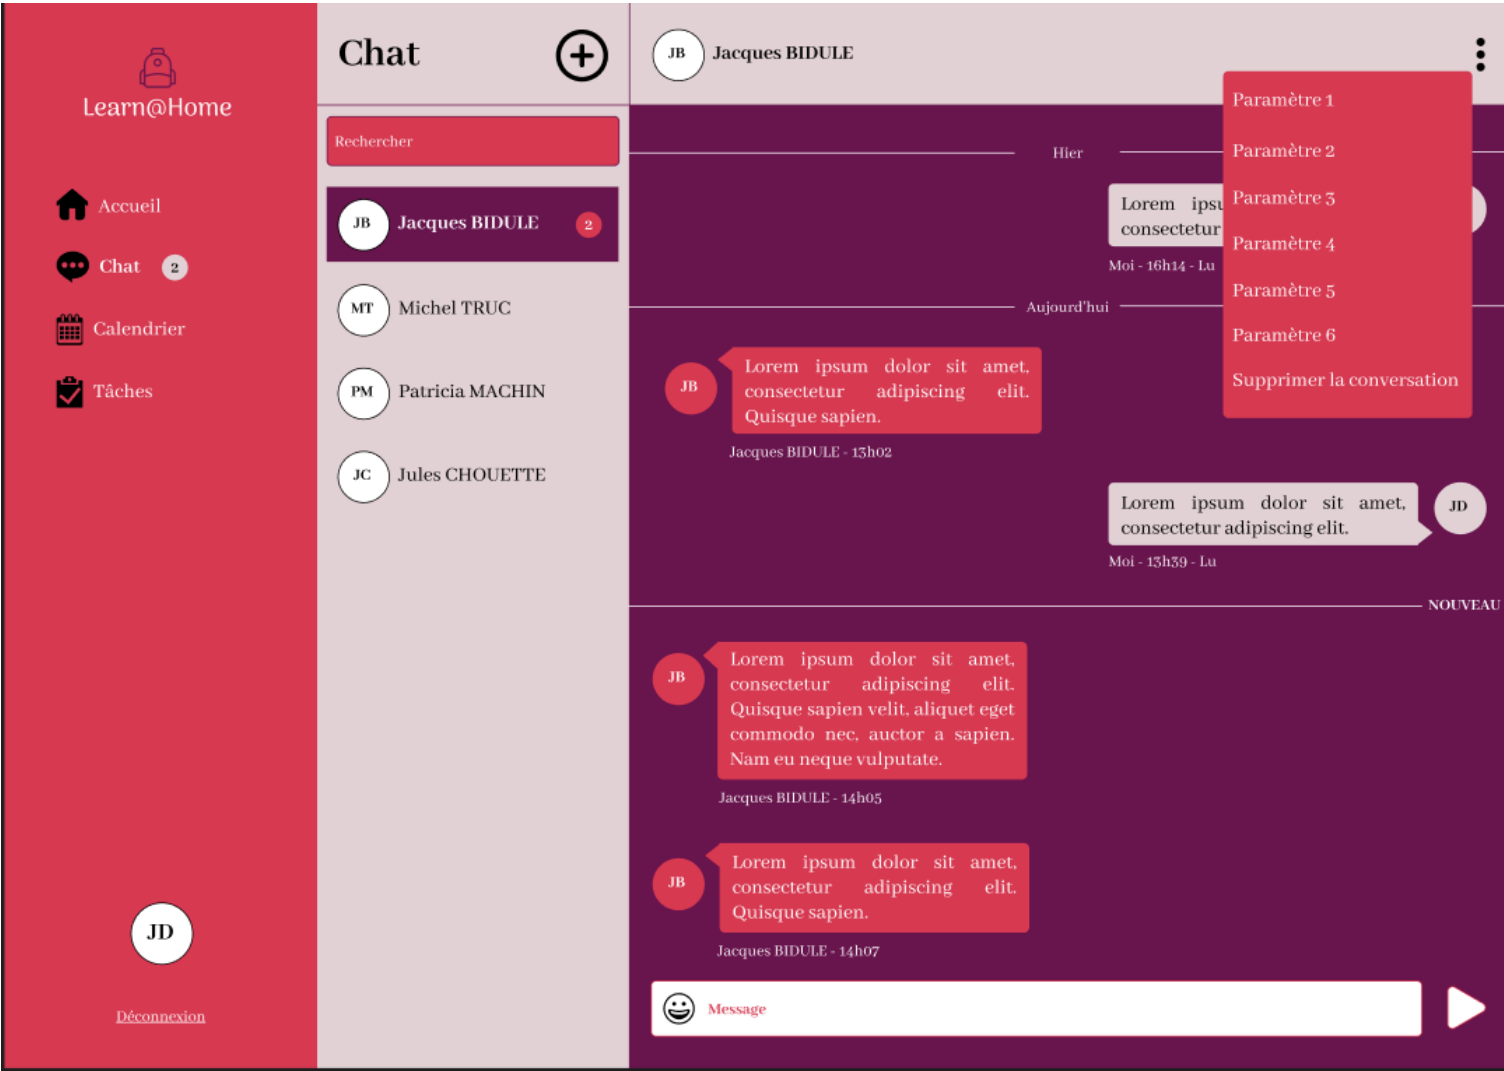 Learn@Home
Accueil
Chat 2
Calendrier
Tâches
JD
Déconnexion
Chat
Rechercher
JB Jacques BIDULE 2
MT Michel TRUC
PM Patricia MACHIN
JC Jules CHOUETTE
JB Jacques BIDULE
Paramètre 1
Paramètre 2
Paramètre 3
Paramètre 4
Paramètre 5
Paramètre 6
Supprimer la conversation
Hier
Lorem
consectetur
Moi - 16h14 - Lu
Aujourd'hui
JB
Lorem ipsum dolor sit amet,
consectetur adipiscing elit.
Quisque sapien.
Jacques BIDULE - 13h02
Lorem ipsum dolor sit amet,
consectetur adipiscing elit.
JD
Moi - 13h39 - Lu
NOUVEAU
JB
Lorem ipsum dolor sit amet,
consectetur adipiscing elit.
Quisque sapien velit, aliquet eget
commodo nec, auctor a sapien.
Nam eu neque vulputate.
Jacques BIDULE - 14h05
JB
Lorem ipsum dolor sit amet,
consectetur adipiscing elit.
Quisque sapien.
Jacques BIDULE - 14h07
Message